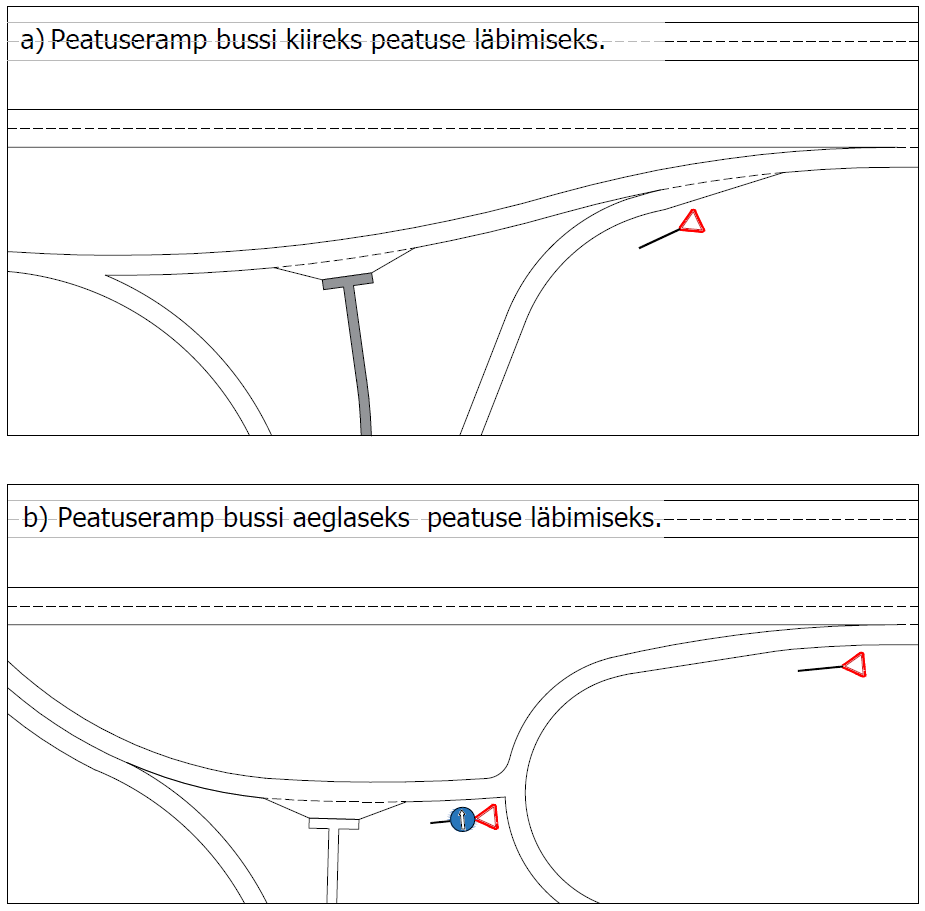 a) Peatuseramp bussi kiireks peatuse läbimiseks.
b) Peatuseramp bussi aeglaseks peatuse läbimiseks.